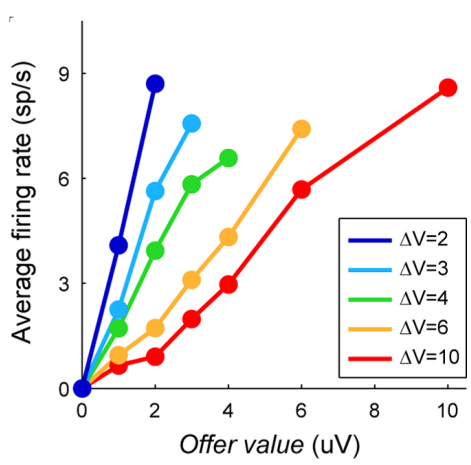 Average firing rate (sp/s)
9
6
3
0
ΔV=2
ΔV=3
ΔV=4
ΔV=6
ΔV=10
0 2 4 6 8 10
Offer value (uV)